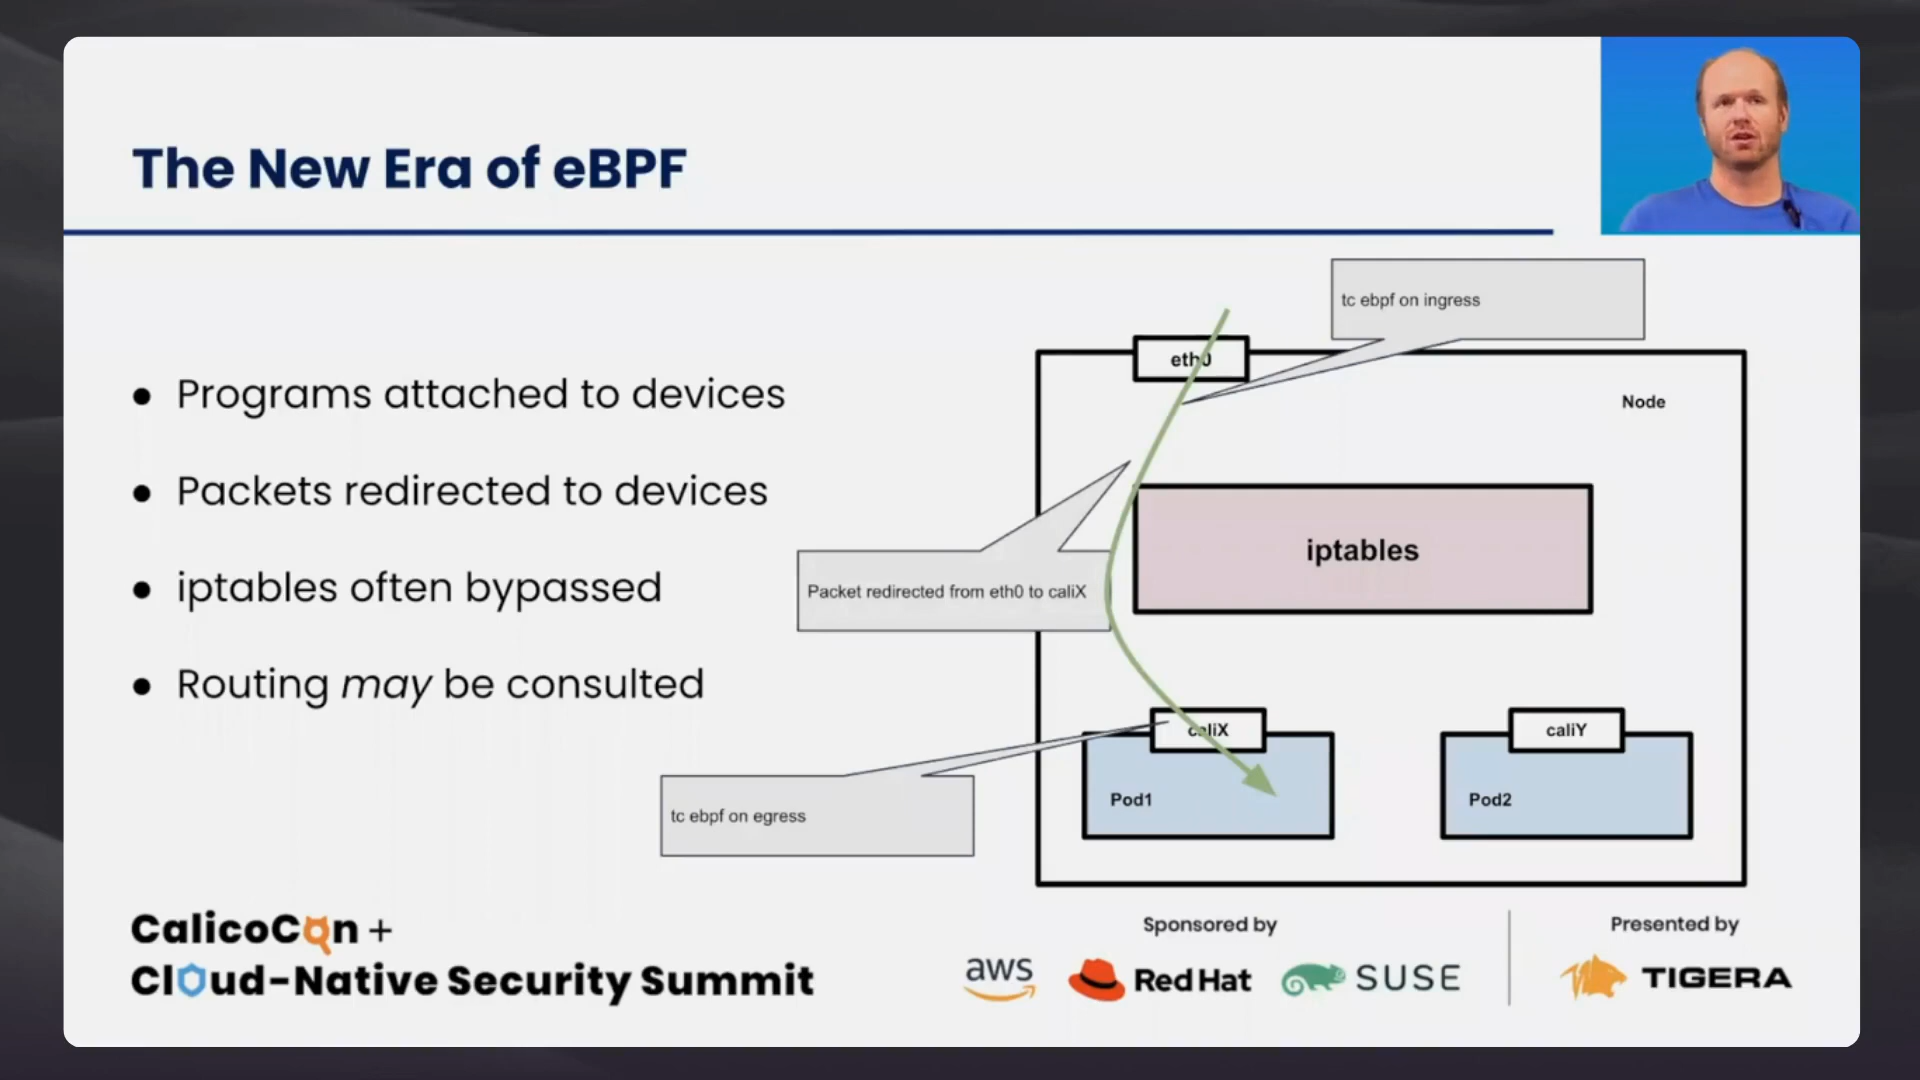 The New Era of eBPF
● Programs attached to devices
● Packets redirected to devices
● iptables often bypassed
● Routing may be consulted
tc ebpf on ingress
eth0
Node
iptables
Packet redirected from eth0 to caliX
caliX
caliY
Pod1
Pod2
tc ebpf on egress
CalicoCon +
Cloud-Native Security Summit
Sponsored by
aws
Red Hat
SUSE
Presented by
TIGERA